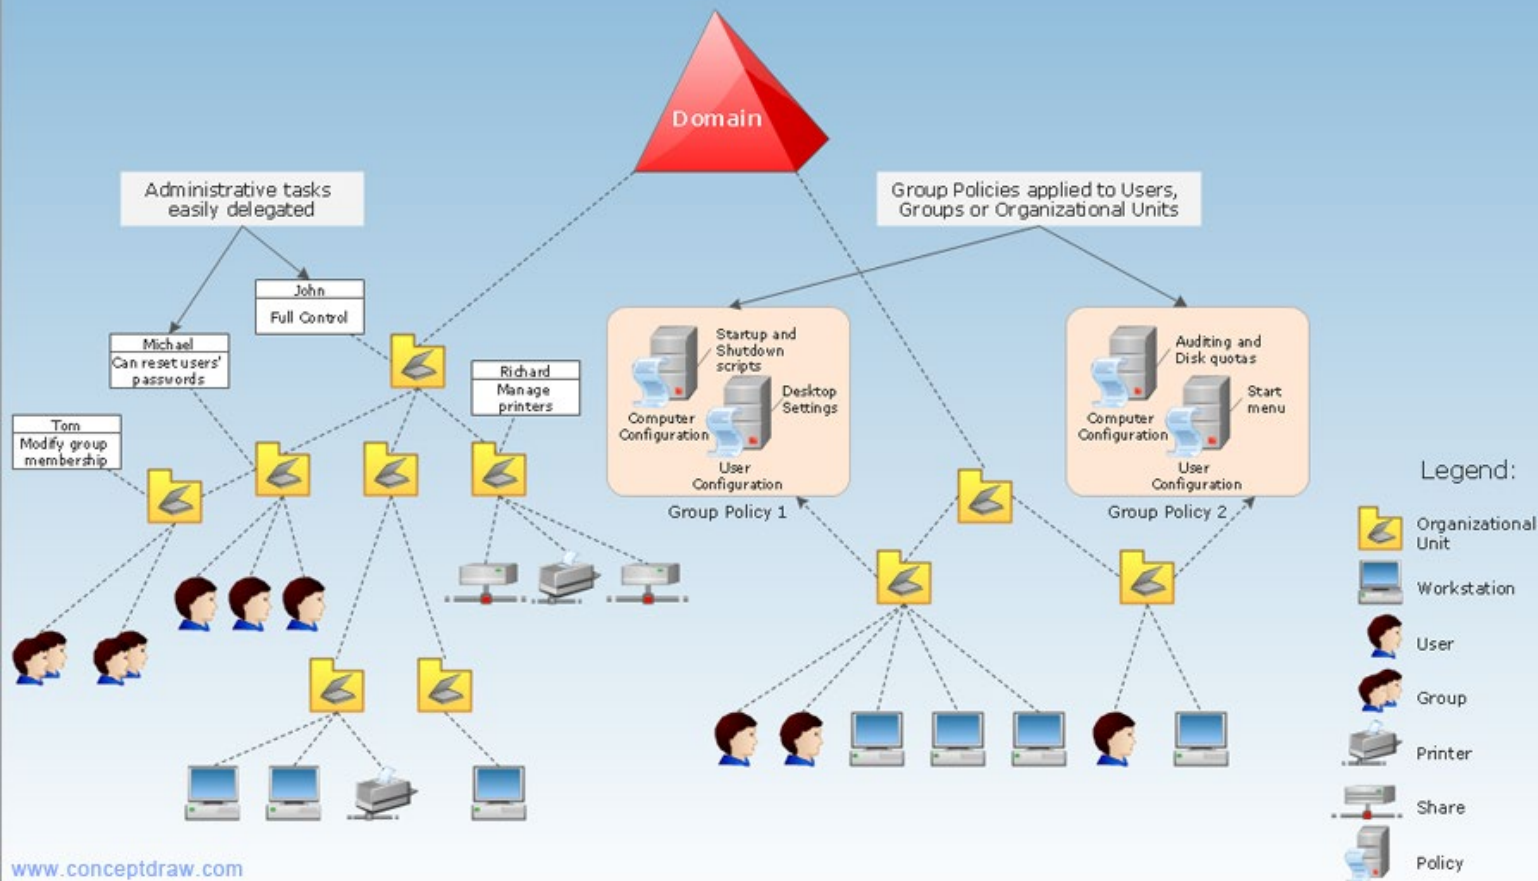 Domain
Administrative tasks
easily delegated
Group Policies applied to Users,
Groups or Organizational Units
John
Full Control
Michael
Can reset users'
passwords
Richard
Manage
printers
Tom
Modify group
membership
Startup and
Shutdown
scripts
Desktop
Settings
Computer
Configuration
User
Configuration
Group Policy 1
Auditing and
Disk quotas
Start
menu
Computer
Configuration
User
Configuration
Group Policy 2
Legend:
Organizational
Unit
Workstation
User
Group
Printer
Share
Policy
www.conceptdraw.com